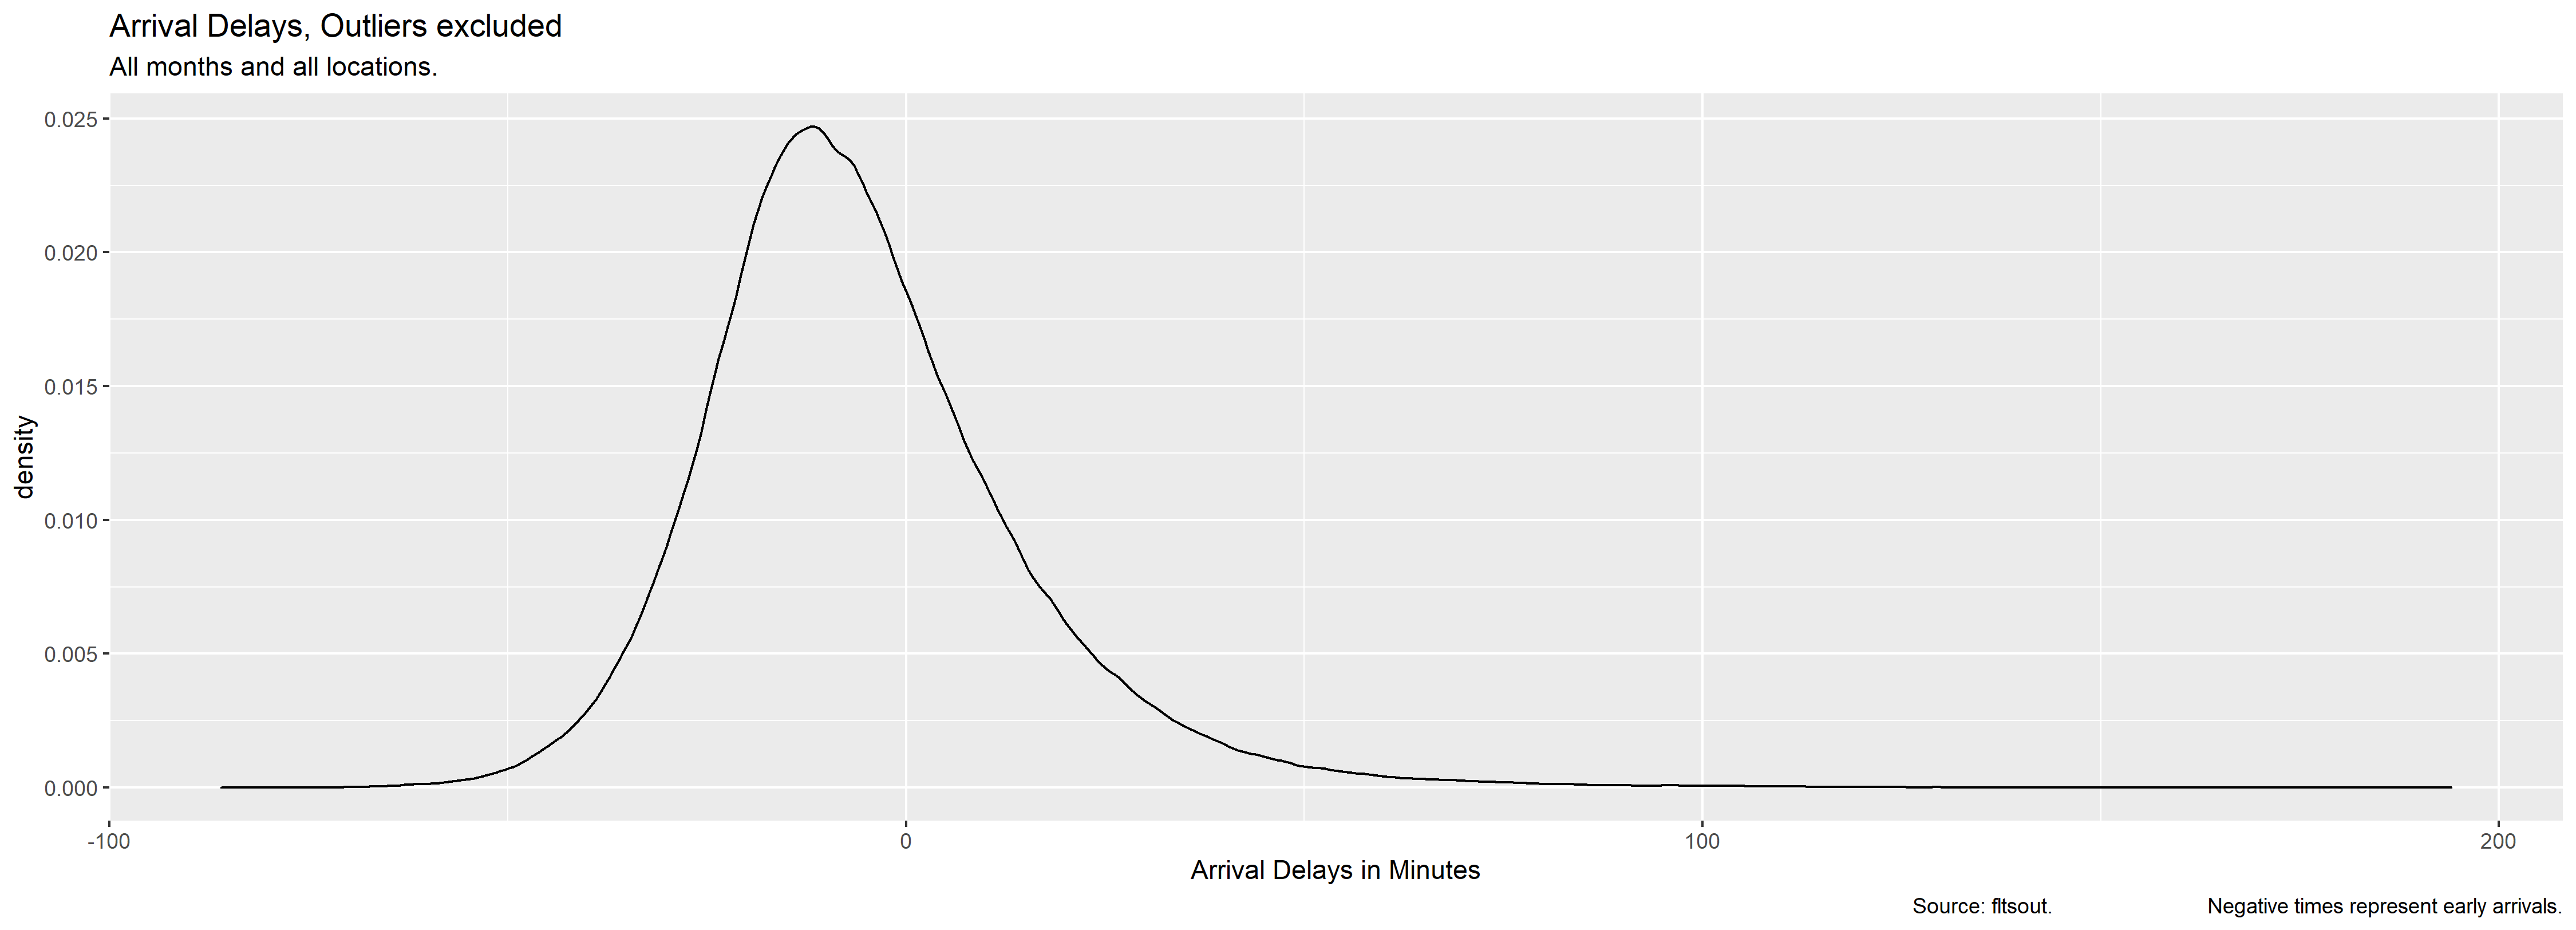 Arrival Delays, Outliers excluded
All months and all locations.
0.025
0.020
0.015
0.010
0.005
0.000
density
-100 0 100 200
Arrival Delays in Minutes
Source: fltsout. Negative times represent early arrivals.